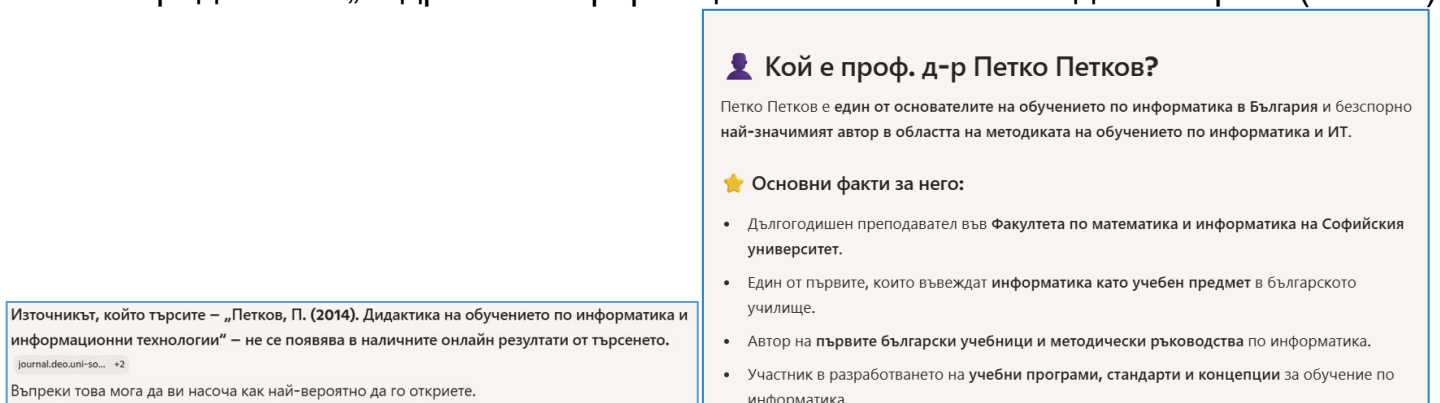 Кой е проф. д-р Петко Петков?
Петко Петков е един от основателите на обучението по информатика в България и безспорно
най-значимият автор в областта на методиката на обучението по информатика и ИТ.
Основни факти за него:
• Дългогодишен преподавател във Факултета по математика и информатика на Софийския
университет.
• Един от първите, които въвеждат информатика като учебен предмет в българското
училище.
• Автор на първите български учебници и методически ръководства по информатика.
• Участник в разработването на учебни програми, стандарти и концепции за обучение по
информатика.
Източникът, който търсите – „Петков, П. (2014). Дидактика на обучението по информатика и
информационни технологии“ – не се появява в наличните онлайн резултати от търсенето.
journal.deo.uni-so... +2
Въпреки това мога да ви насоча как най-вероятно да го откриете.